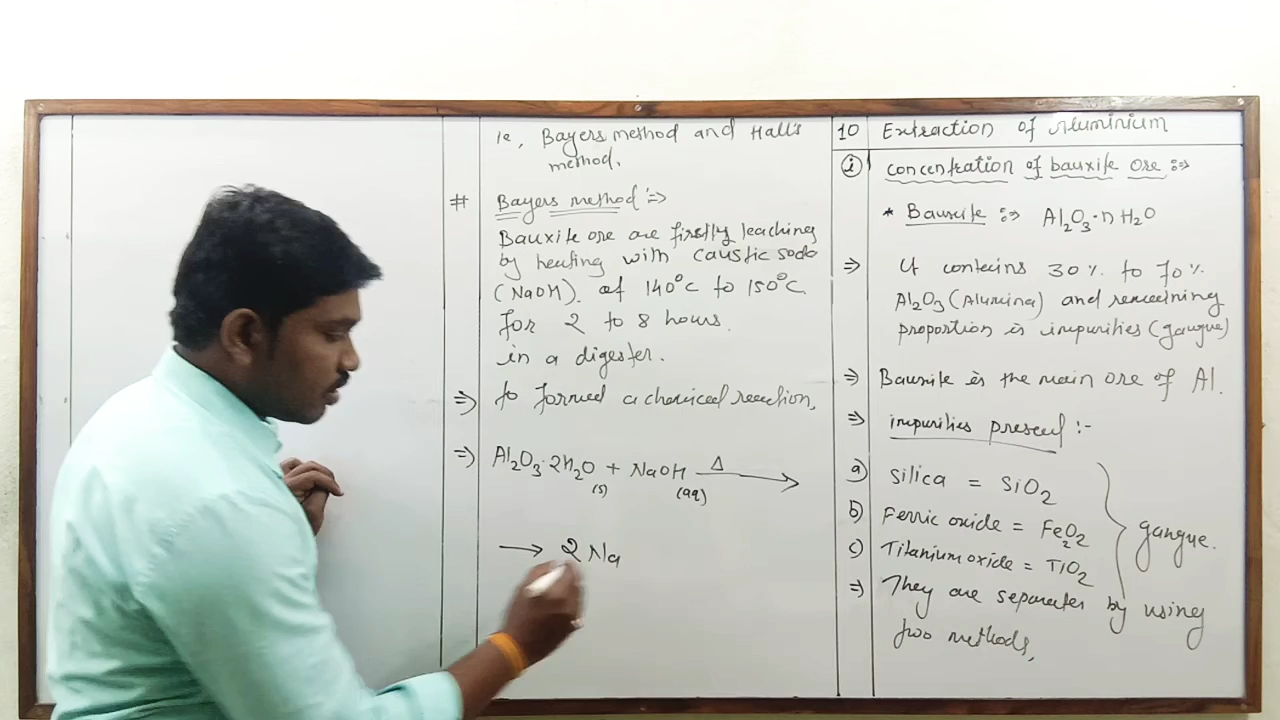 10 Extraction of Aluminium
i concentration of bauxite ore :⇒
* Bauxite :⇒ Al2O3·nH2O
⇒ It contains 30% to 70%
Al2O3 (Alumina) and remaining
proportion is impurities (gangue)
⇒ Bauxite is the main ore of Al.
⇒ impurities present :-
a) Silica = SiO2
b) Ferric oxide = Fe2O2
c) Titanium oxide = TiO2
gangue.
⇒ They are separates by using
two methods,
ie, Bayers method and Hall's
method.
# Bayers method :⇒
Bauxite ore are firstly leaching
by heating with caustic soda
(NaOH). at 140°C to 150°C
for 2 to 8 hours.
in a digester.
⇒ to formed a chemical reaction,
⇒ Al2O3·2H2O (s) + NaOH (aq) Δ →
→ 2Na